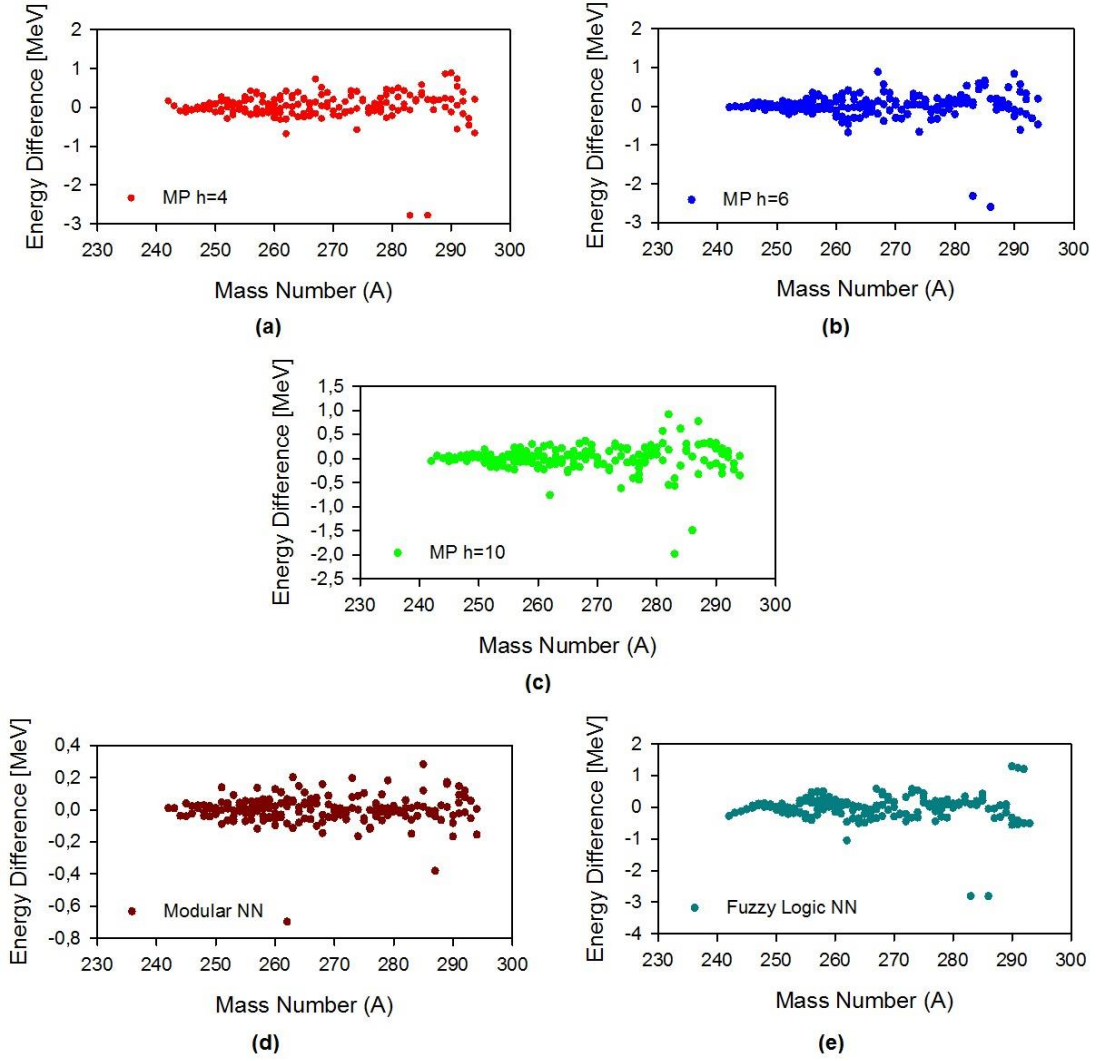 Energy Difference [MeV]
2
1
0
-1
-2
-3
MP h=4
230 240 250 260 270 280 290 300
Mass Number (A)
(a)
Energy Difference [MeV]
2
1
0
-1
-2
-3
MP h=6
230 240 250 260 270 280 290 300
Mass Number (A)
(b)
Energy Difference [MeV]
1,5
1,0
0,5
0,0
-0,5
-1,0
-1,5
-2,0
-2,5
MP h=10
230 240 250 260 270 280 290 300
Mass Number (A)
(c)
Energy Difference [MeV]
0,4
0,2
0,0
-0,2
-0,4
-0,6
-0,8
Modular NN
230 240 250 260 270 280 290 300
Mass Number (A)
(d)
Energy Difference [MeV]
2
1
0
-1
-2
-3
-4
Fuzzy Logic NN
230 240 250 260 270 280 290 300
Mass Number (A)
(e)